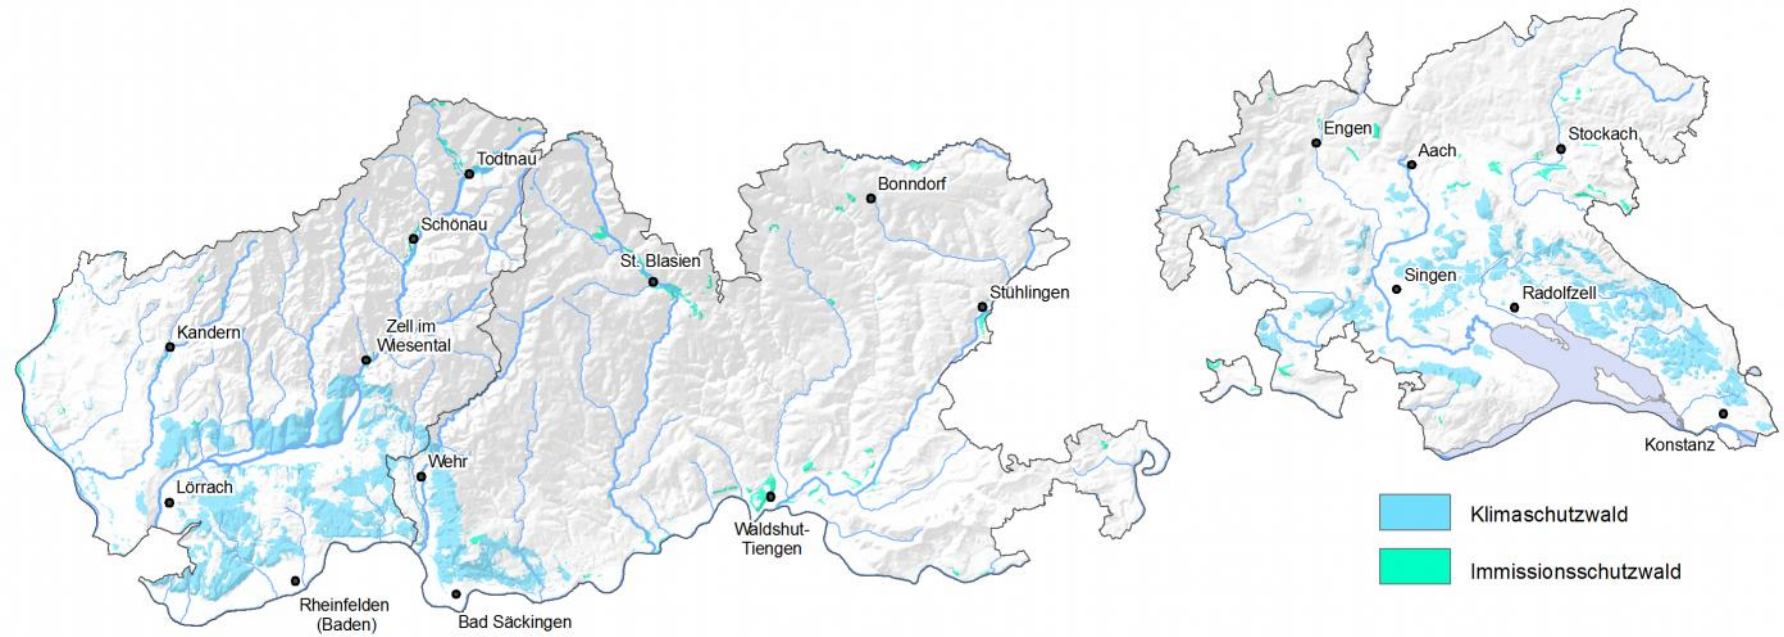 Todtnau
Schönau
St. Blasien
Bonndorf
Stühlingen
Kandern
Zell im
Wiesental
Wehr
Lörrach
Waldshut-
Tiengen
Rheinfelden
(Baden)
Bad Säckingen
Engen
Aach
Stockach
Singen
Radolfzell
Konstanz
Klimaschutzwald
Immissionsschutzwald